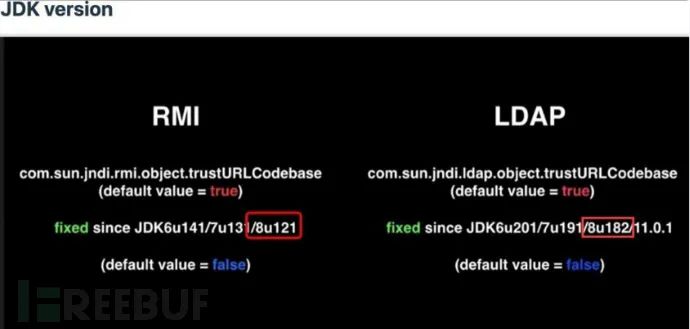 JDK version
RMI
com.sun.jndi.rmi.object.trustURLCodebase
(default value = true)
fixed since JDK6u141/7u131/8u121
(default value = false)
LDAP
com.sun.jndi.ldap.object.trustURLCodebase
(default value = true)
fixed since JDK6u201/7u191/8u182/11.0.1
(default value = false)
FREEBUF